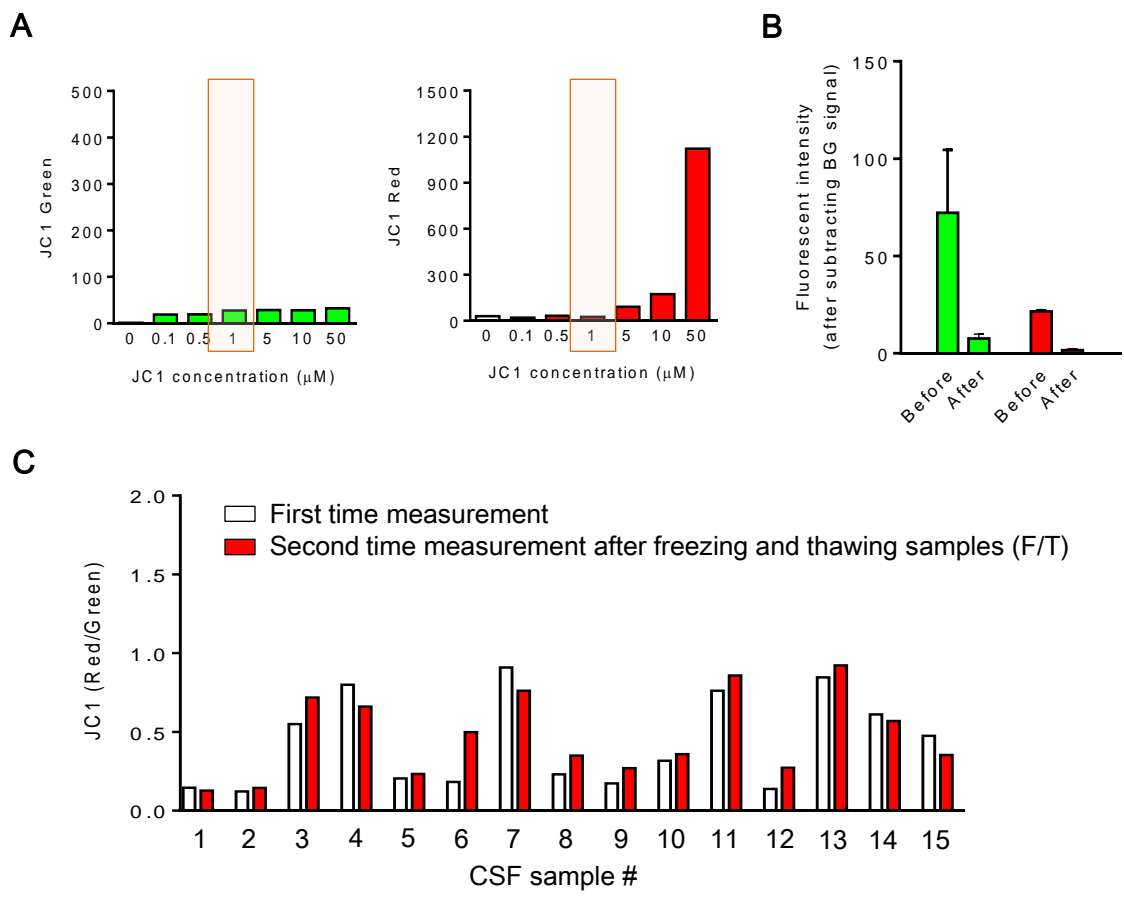 A
B
500
400
300
200
100
0
JC1 Green
0 0.1 0.5 1 5 10 50
JC1 concentration (μM)
1500
1200
900
600
300
0
JC1 Red
0 0.1 0.5 1 5 10 50
JC1 concentration (μM)
150
100
50
0
Fluorescent intensity
(after subtracting BG signal)
Before
After
Before
After
C
2.0
1.5
1.0
0.5
0.0
JC1 (Red/Green)
First time measurement
Second time measurement after freezing and thawing samples (F/T)
1 2 3 4 5 6 7 8 9 10 11 12 13 14 15
CSF sample #